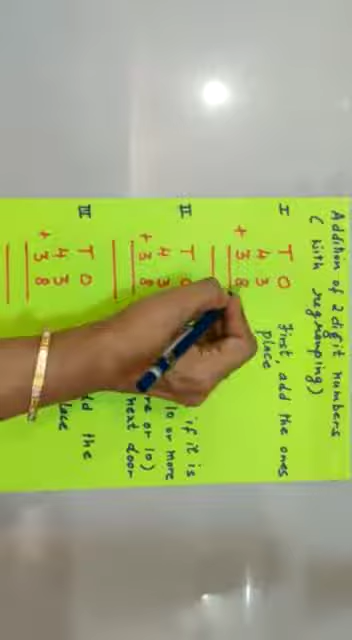 Addition of 2 digit numbers
( with regrouping )
I T O First, add the ones
4 3 place
+ 3 8
II T O if it is
4 3 10 or more
+ 3 8 or 10)
next door
III T O the
4 3
+ 3 8